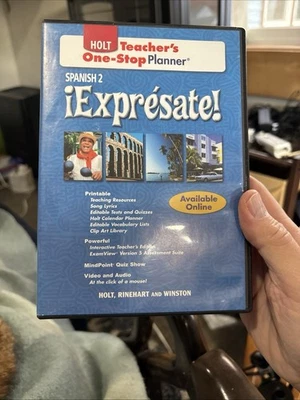 HOLT Teacher's
One-Stop Planner®
SPANISH 2
¡Exprésate!
Printable
Teaching Resources
Song Lyrics
Editable Tests and Quizzes
Holt Calendar Planner
Editable Vocabulary Lists
Clip Art Library
Available
Online
Powerful
Interactive Teacher's Edition
ExamView® Version 5 Assessment Suite
MindPoint® Quiz Show
Video and Audio
At the click of a mouse!
HOLT, RINEHART AND WINSTON